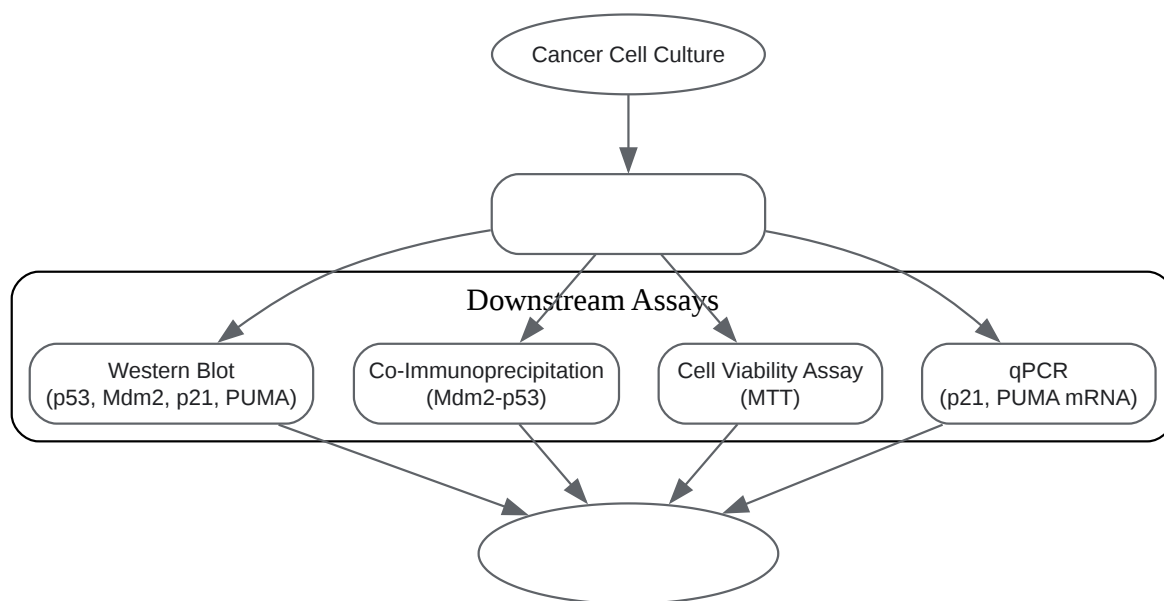 Cancer Cell Culture
Downstream Assays
Western Blot
(p53, Mdm2, p21, PUMA)
Co-Immunoprecipitation
(Mdm2-p53)
Cell Viability Assay
(MTT)
qPCR
(p21, PUMA mRNA)